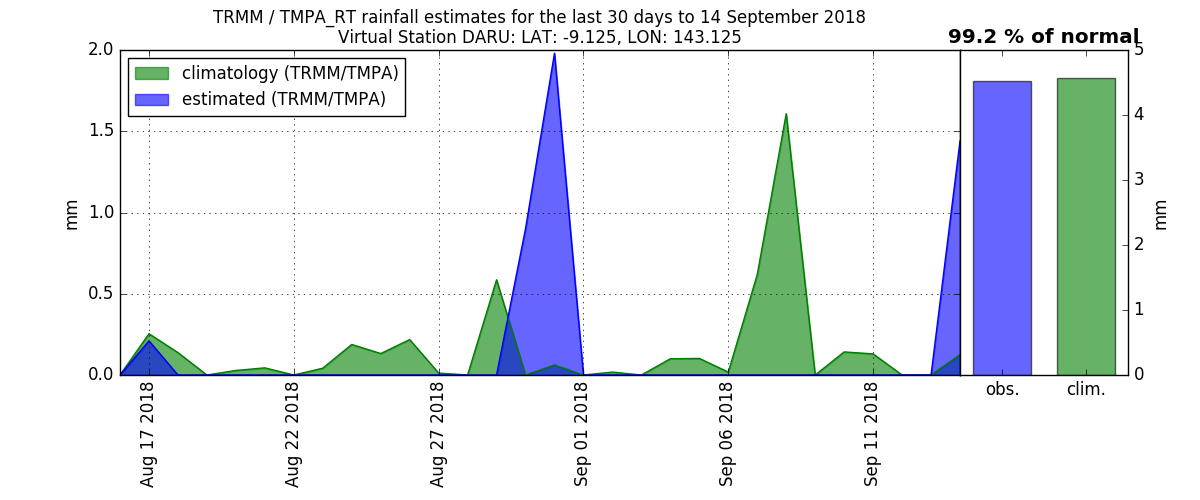 TRMM / TMPA_RT rainfall estimates for the last 30 days to 14 September 2018
Virtual Station DARU: LAT: -9.125, LON: 143.125
99.2 % of normal
climatology (TRMM/TMPA)
estimated (TRMM/TMPA)
mm
2.0
1.5
1.0
0.5
0.0
Aug 17 2018
Aug 22 2018
Aug 27 2018
Sep 01 2018
Sep 06 2018
Sep 11 2018
obs.
clim.
5
4
3
2
1
0
mm